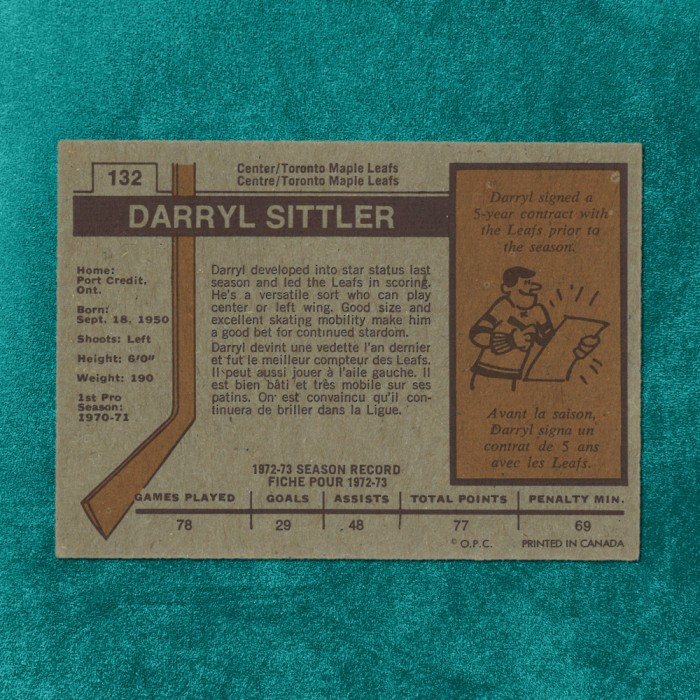 132
Center/Toronto Maple Leafs
Centre/Toronto Maple Leafs
DARRYL SITTLER
Home:
Port Credit,
Ont.
Born:
Sept. 18, 1950
Shoots: Left
Height: 6'0"
Weight: 190
1st Pro
Season:
1970-71
Darryl developed into star status last
season and led the Leafs in scoring.
He's a versatile sort who can play
center or left wing. Good size and
excellent skating mobility make him
a good bet for continued stardom.
Darryl devint une vedette l'an dernier
et fut le meilleur compteur des Leafs.
Il peut aussi jouer à l'aile gauche. Il
est bien bâti et très mobile sur ses
patins. On est convaincu qu'il con-
tinuera de briller dans la Ligue.
Darryl signed a
5-year contract with
the Leafs prior to
the season.
Avant la saison,
Darryl signa un
contrat de 5 ans
avec les Leafs.
1972-73 SEASON RECORD
FICHE POUR 1972-73
GAMES PLAYED GOALS ASSISTS TOTAL POINTS PENALTY MIN.
78 29 48 77 69
© O.P.C. PRINTED IN CANADA